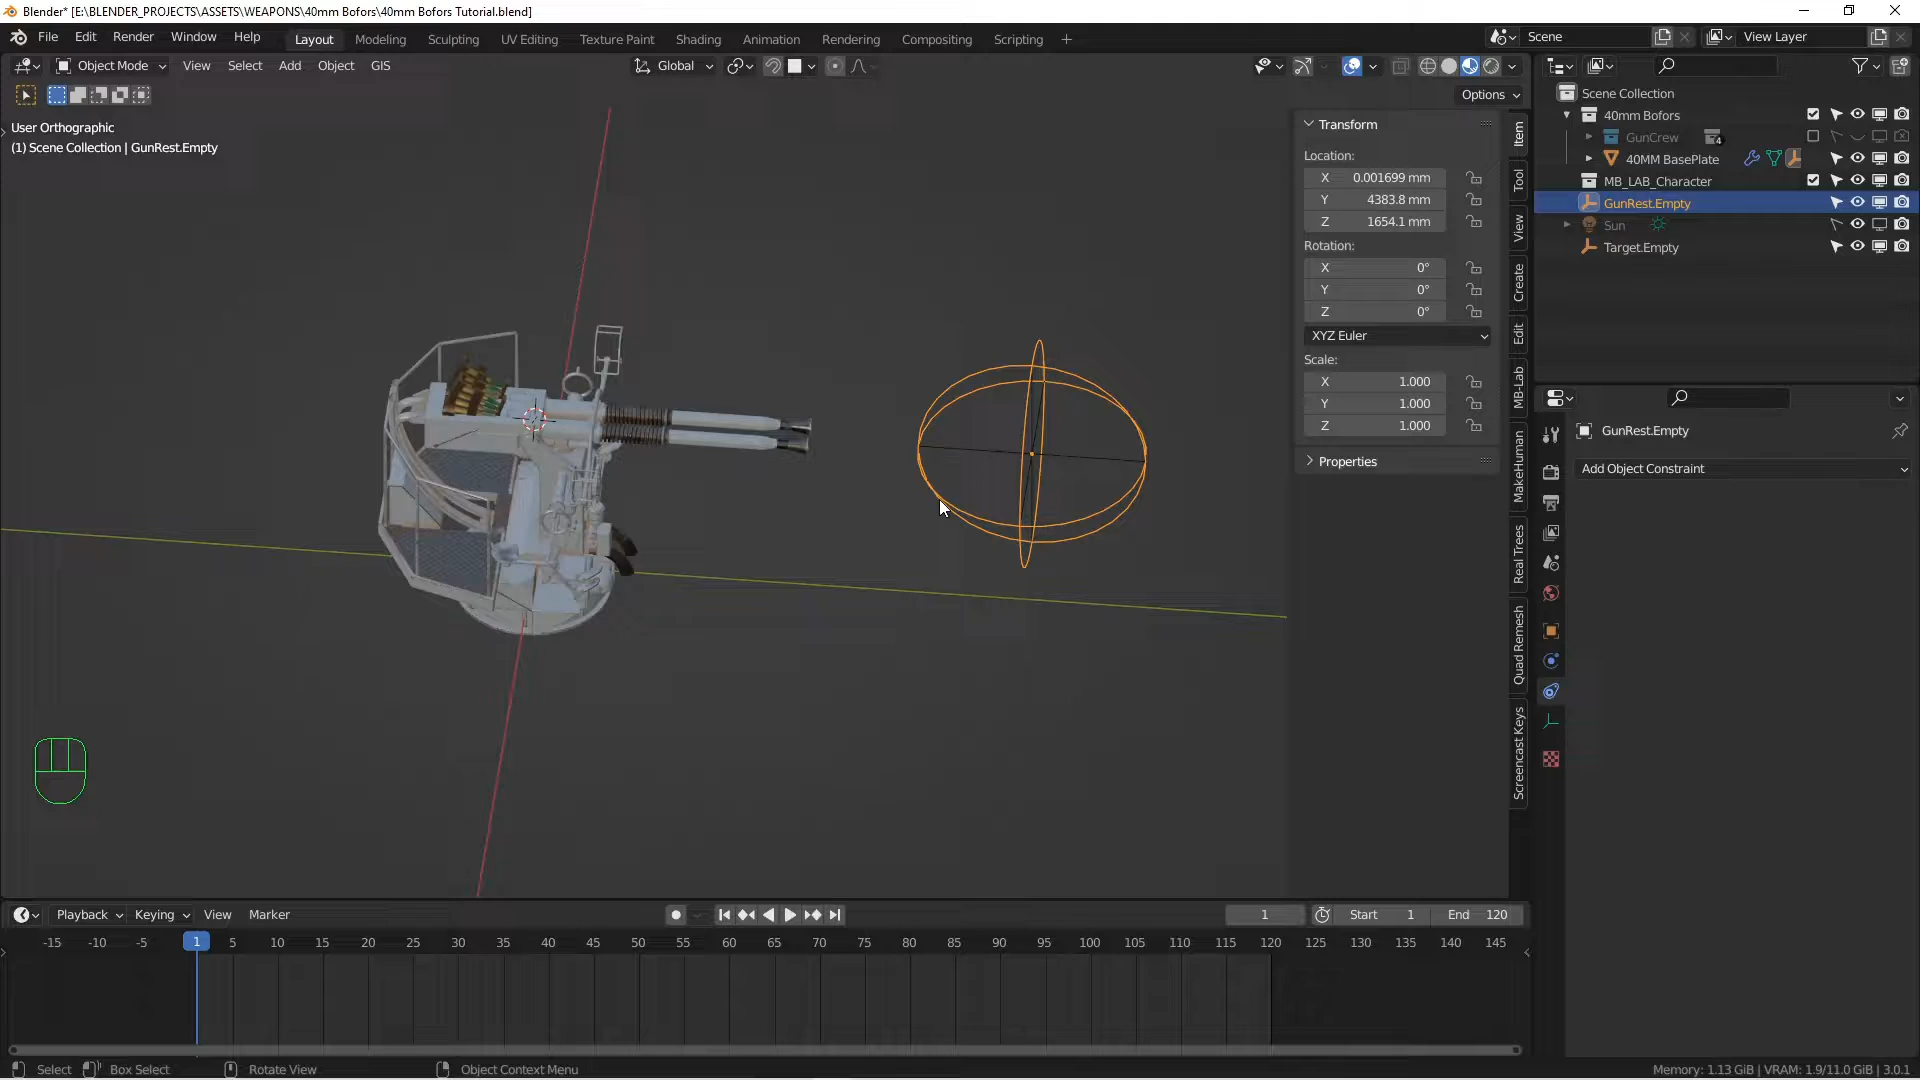 Blender* [E:\BLENDER_PROJECTS\ASSETS\WEAPONS\40mm Bofors\40mm Bofors Tutorial.blend]
File Edit Render Window Help Layout Modeling Sculpting UV Editing Texture Paint Shading Animation Rendering Compositing Scripting + Scene View Layer
Object Mode View Select Add Object GIS Global
Options
User Orthographic
(1) Scene Collection | GunRest.Empty
Transform
Location:
X 0.001699 mm
Y 4383.8 mm
Z 1654.1 mm
Rotation:
X 0°
Y 0°
Z 0°
XYZ Euler
Scale:
X 1.000
Y 1.000
Z 1.000
Properties
Item
Tool
View
Create
Edit
MB-Lab
MakeHuman
Real Trees
Quad Remesh
Screencast Keys
Scene Collection
40mm Bofors
GunCrew 4
40MM BasePlate
MB_LAB_Character
GunRest.Empty
Sun
Target.Empty
GunRest.Empty
Add Object Constraint
Playback Keying View Marker 1 Start 1 End 120
-15 -10 -5 1 5 10 15 20 25 30 35 40 45 50 55 60 65 70 75 80 85 90 95 100 105 110 115 120 125 130 135 140 145
Select Box Select Rotate View Object Context Menu Memory: 1.13 GiB | VRAM: 1.9/11.0 GiB | 3.0.1